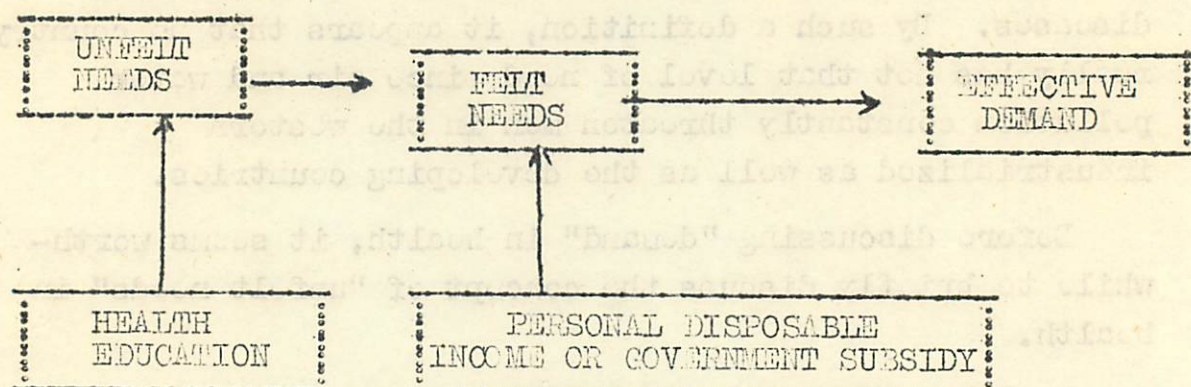 UNFELT
NEEDS
FELT
NEEDS
EFFECTIVE
DEMAND
HEALTH
EDUCATION
PERSONAL DISPOSABLE
INCOME OR GOVERNMENT SUBSIDY